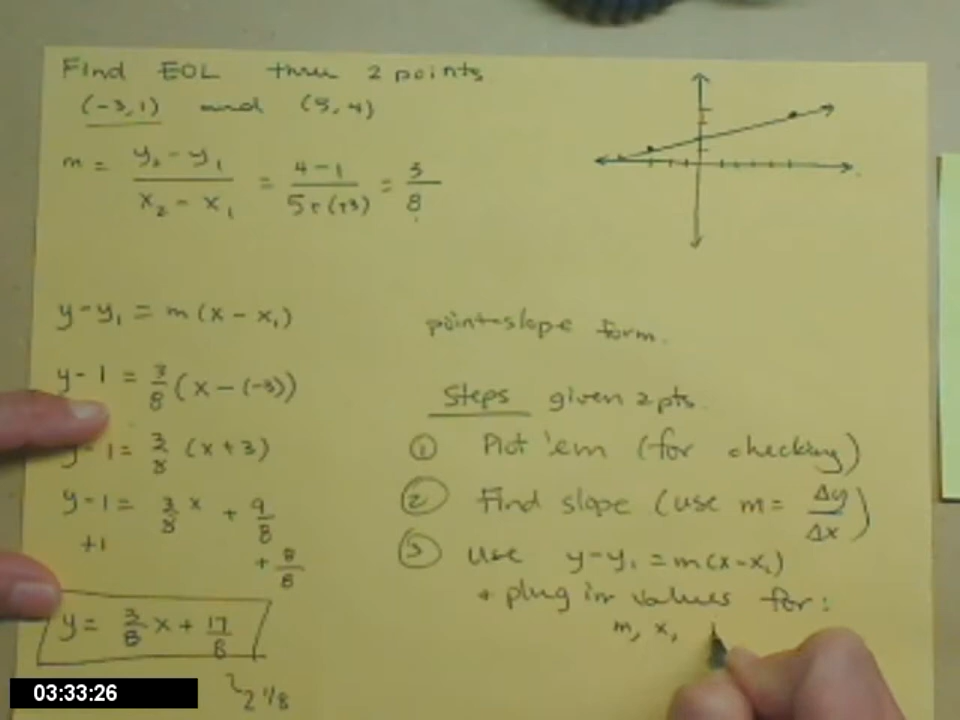 Find EOL thru 2 points
(-3,1) and (5,4)
m = y₂ - y₁ / x₂ - x₁ = 4-1 / 5+(+3) = 3/8
y-y₁ = m(x-x₁)
point-slope form.
y-1 = 3/8 (x-(-3))
y-1 = 3/8 (x+3)
y-1 = 3/8 x + 9/8
+1 + 8/8
y = 3/8 x + 17/8
2 1/8
Steps given 2 pts.
① Plot 'em (for checking)
② Find slope (use m = Δy/Δx)
③ Use y-y₁ = m(x-x₁)
+ plug in values for:
m, x,
03:33:26